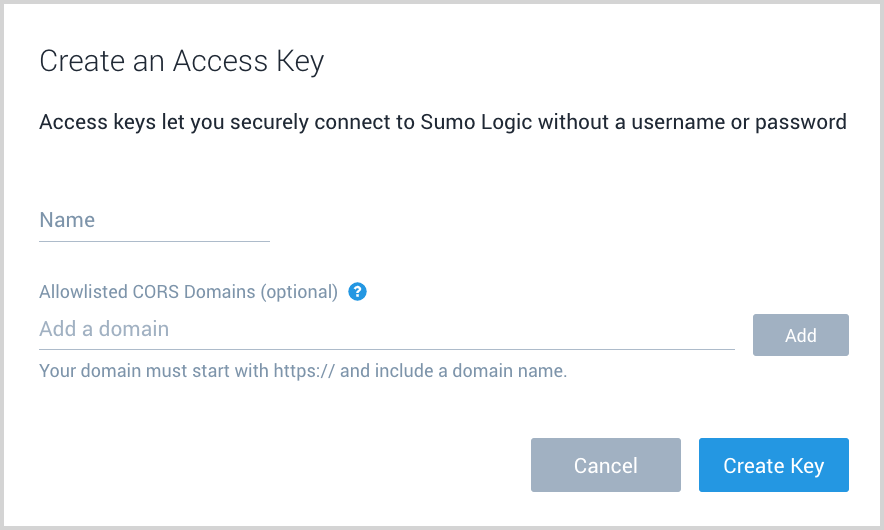 Create an Access Key
Access keys let you securely connect to Sumo Logic without a username or password
Name
Allowlisted CORS Domains (optional) ?
Add a domain
Add
Your domain must start with https:// and include a domain name.
Cancel
Create Key